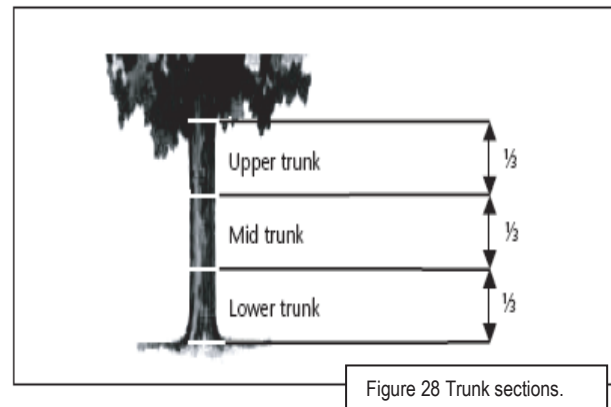 Upper trunk ⅓
Mid trunk ⅓
Lower trunk ⅓
Figure 28 Trunk sections.